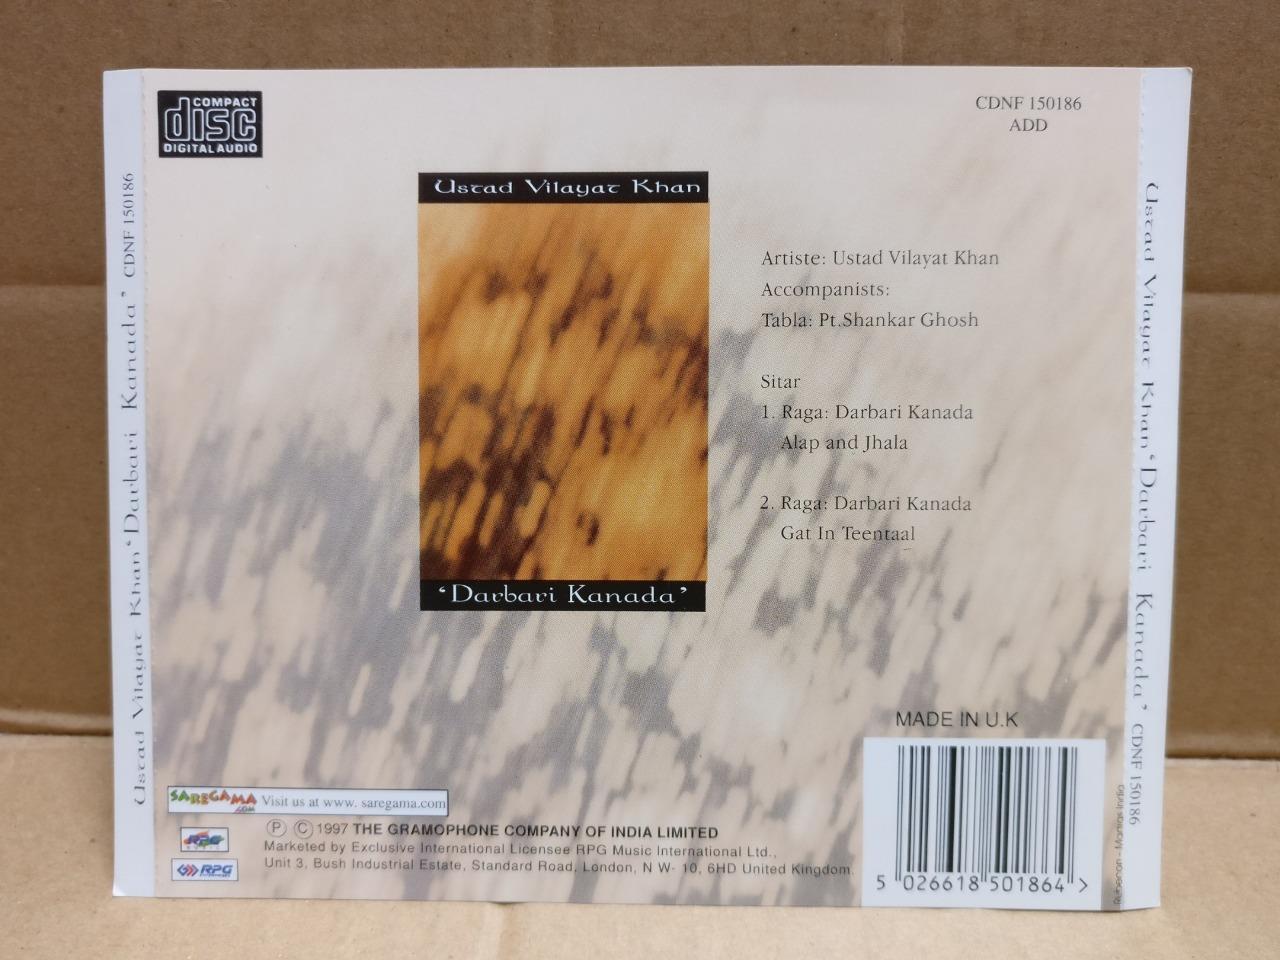 COMPACT
disc
DIGITAL AUDIO
CDNF 150186
ADD
Ustad Vilayat Khan
'Darbari Kanada'
Artiste: Ustad Vilayat Khan
Accompanists:
Tabla: Pt.Shankar Ghosh
Sitar
1. Raga: Darbari Kanada
Alap and Jhala
2. Raga: Darbari Kanada
Gat In Teentaal
MADE IN U.K
5 026618 501864 >
SAREGAMA .COM Visit us at www. saregama.com
RPG MUSIC
RPG
Ⓟ Ⓒ 1997 THE GRAMOPHONE COMPANY OF INDIA LIMITED
Marketed by Exclusive International Licensee RPG Music International Ltd.,
Unit 3, Bush Industrial Estate, Standard Road, London, N W- 10, 6HD United Kingdom.
Ustad Vilayat Khan 'Darbari Kanada' CDNF 150186
Ustad Vilayat Khan 'Darbari Kanada' CDNF 150186